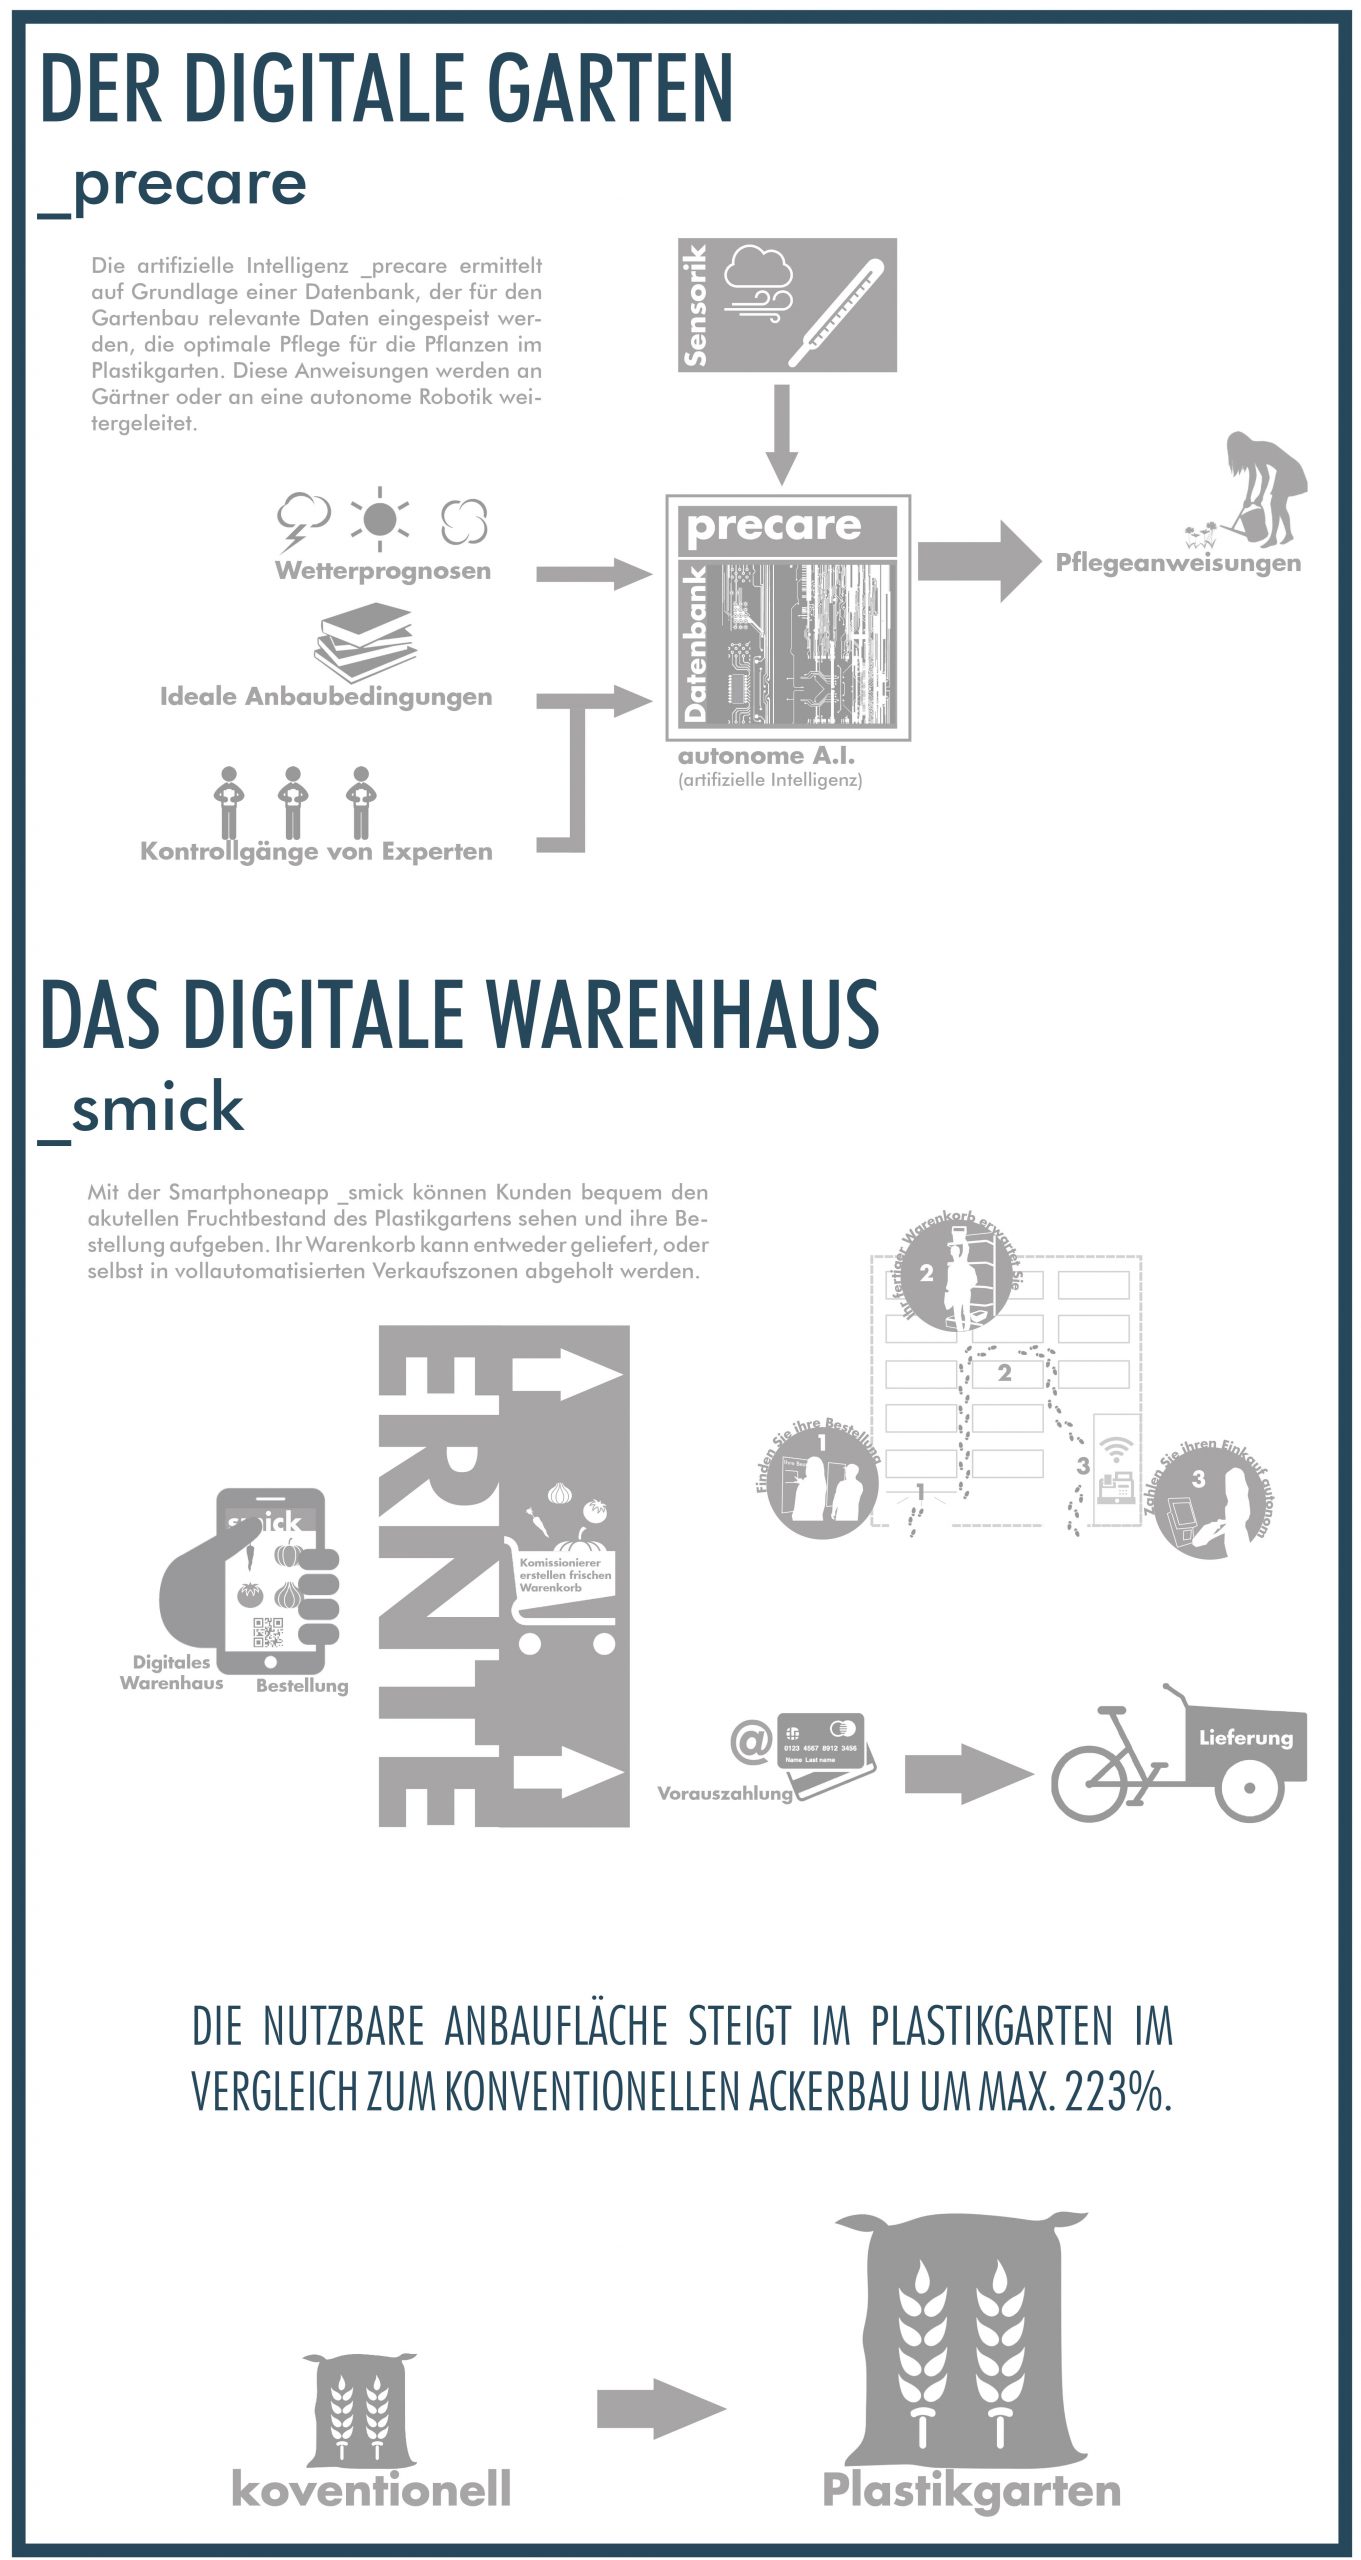 DER DIGITALE GARTEN
_precare
Die artifizielle Intelligenz _precare ermittelt
auf Grundlage einer Datenbank, der für den
Gartenbau relevante Daten eingespeist wer-
den, die optimale Pflege für die Pflanzen im
Plastikgarten. Diese Anweisungen werden an
Gärtner oder an eine autonome Robotik wei-
tergeleitet.
Sensorik
Wetterprognosen
Ideale Anbaubedingungen
Kontrollgänge von Experten
precare
Datenbank
autonome A.I.
(artifizielle Intelligenz)
Pflegeanweisungen
DAS DIGITALE WARENHAUS
_smick
Mit der Smartphoneapp _smick können Kunden bequem den
akutellen Fruchtbestand des Plastikgartens sehen und ihre Be-
stellung aufgeben. Ihr Warenkorb kann entweder geliefert, oder
selbst in vollautomatisierten Verkaufszonen abgeholt werden.
smick
Digitales
Warenhaus
Bestellung
ERNTE
Komissionierer
erstellen frischen
Warenkorb
Ihr fertiger Warenkorb erwartet Sie
2
2
Finden Sie ihre Bestellung
1
1
3
Zahlen Sie ihren Einkauf autonom
3
@
0123 4567 8912 3456
Name Last name
Vorauszahlung
Lieferung
DIE NUTZBARE ANBAUFLÄCHE STEIGT IM PLASTIKGARTEN IM
VERGLEICH ZUM KONVENTIONELLEN ACKERBAU UM MAX. 223%.
koventionell
Plastikgarten